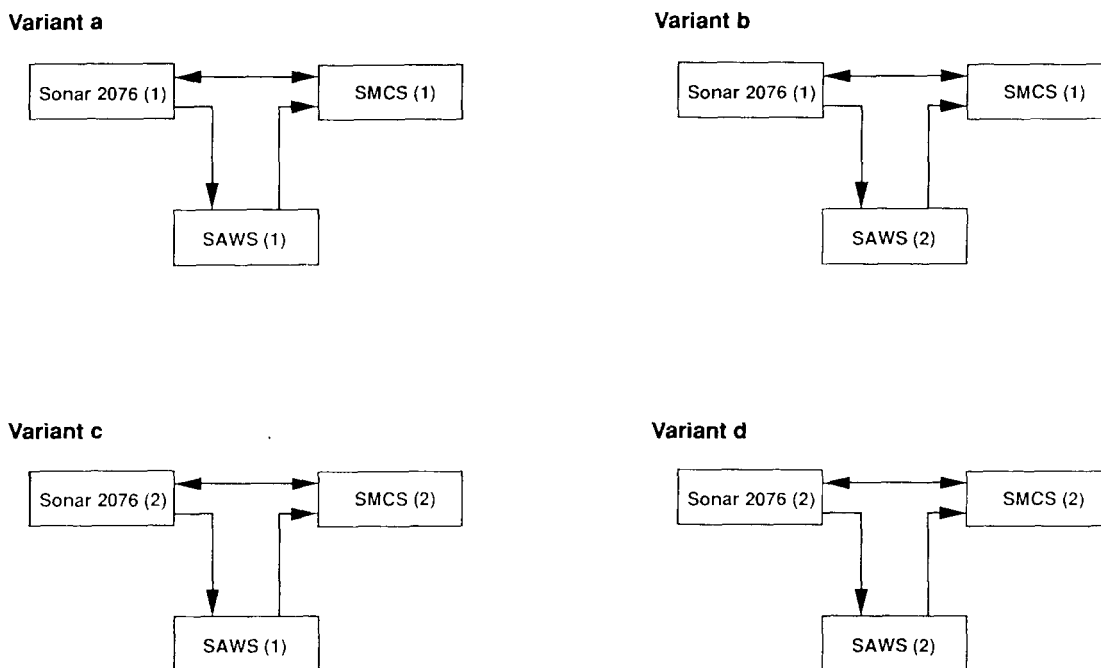 Variant a
Sonar 2076 (1)
SMCS (1)
SAWS (1)
Variant b
Sonar 2076 (1)
SMCS (1)
SAWS (2)
Variant c
Sonar 2076 (2)
SMCS (2)
SAWS (1)
Variant d
Sonar 2076 (2)
SMCS (2)
SAWS (2)